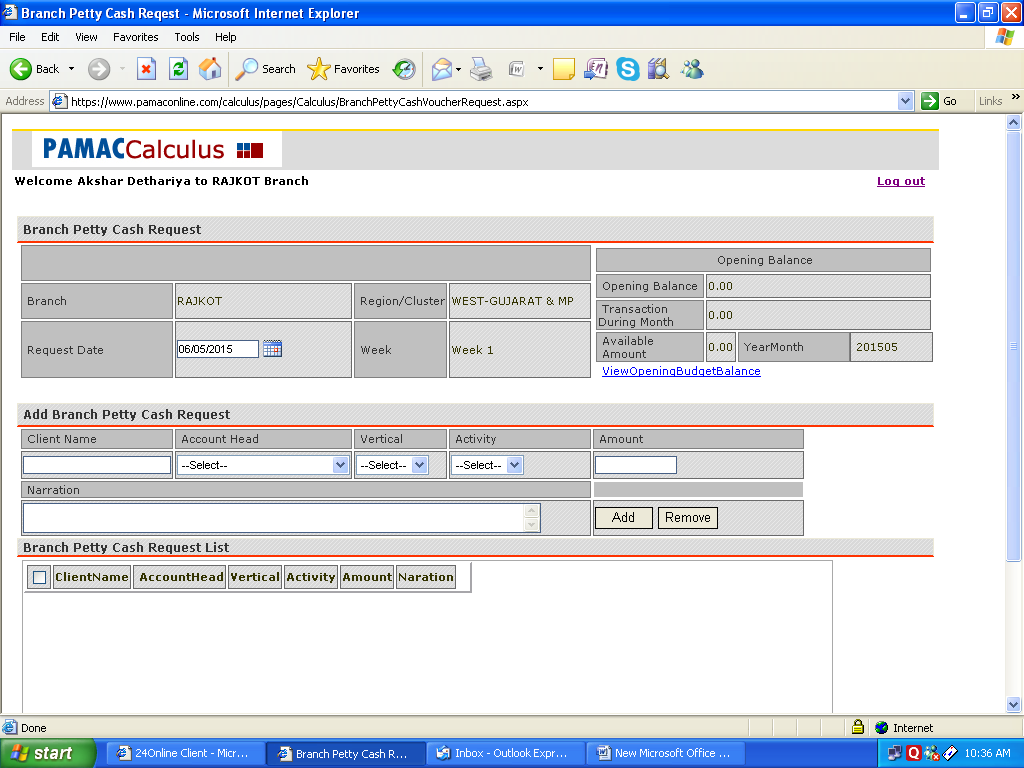 Branch Petty Cash Reqest - Microsoft Internet Explorer
File Edit View Favorites Tools Help
Back Search Favorites
Address https://www.pamaconline.com/calculus/pages/Calculus/BranchPettyCashVoucherRequest.aspx Go Links »
PAMACCalculus
Welcome Akshar Dethariya to RAJKOT Branch Log out
Branch Petty Cash Request
Opening Balance
Branch RAJKOT Region/Cluster WEST-GUJARAT & MP
Opening Balance 0.00
Transaction During Month 0.00
Request Date 06/05/2015 Week Week 1
Available Amount 0.00 YearMonth 201505
ViewOpeningBudgetBalance
Add Branch Petty Cash Request
Client Name Account Head Vertical Activity Amount
--Select-- --Select-- --Select--
Narration
Add Remove
Branch Petty Cash Request List
ClientName AccountHead Vertical Activity Amount Naration
Done Internet
start 24Online Client - Micr... Branch Petty Cash R... Inbox - Outlook Expr... New Microsoft Office ... 10:36 AM